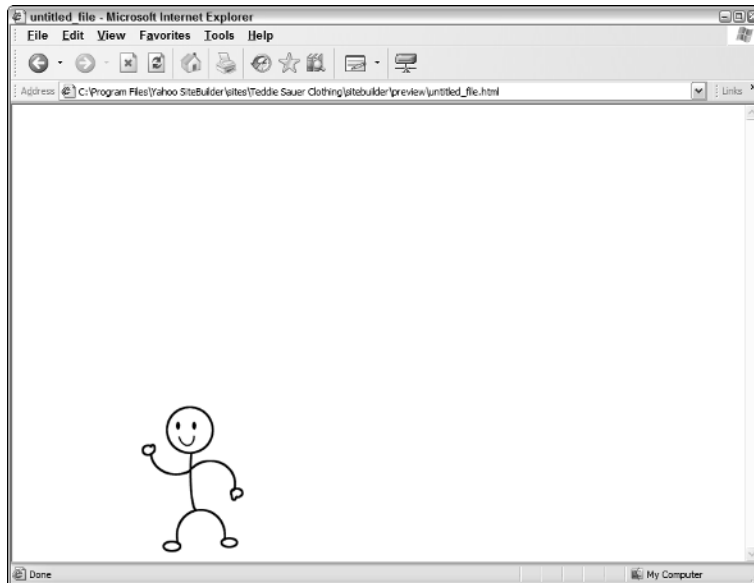 untitled_file - Microsoft Internet Explorer
File Edit View Favorites Tools Help
Address C:\Program Files\Yahoo SiteBuilder\sites\Teddie Sauer Clothing\sitebuilder\preview\untitled_file.html Links »
Done My Computer